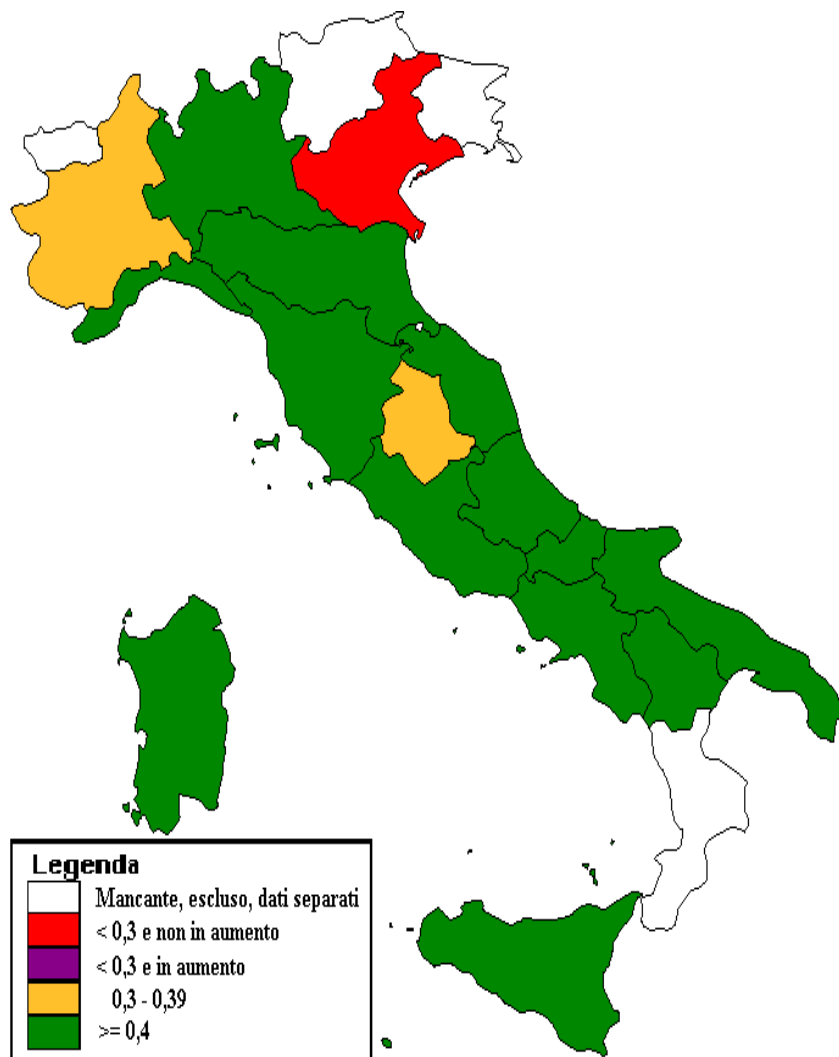 Legenda
Mancante, escluso, dati separati
< 0,3 e non in aumento
< 0,3 e in aumento
0,3 - 0,39
>= 0,4